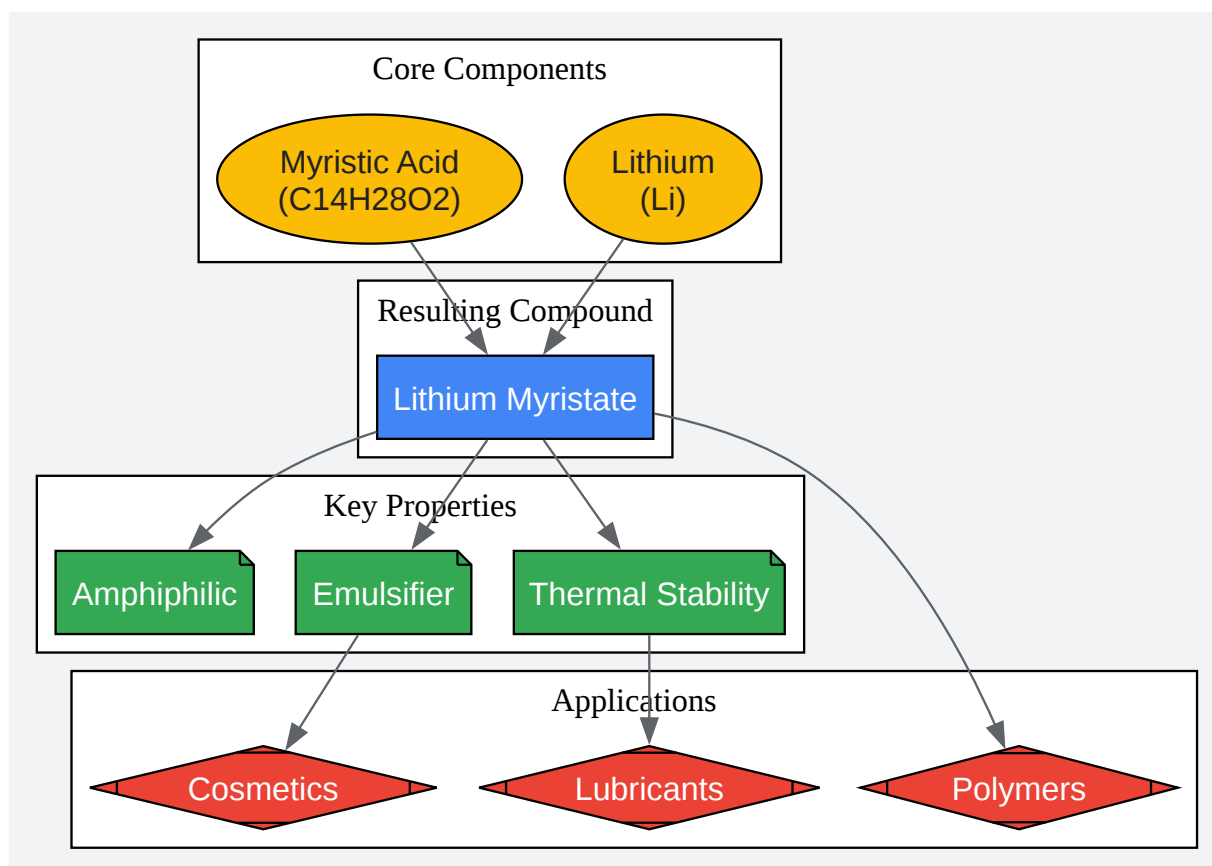 Core Components
Myristic Acid
(C14H28O2)
Lithium
(Li)
Resulting Compound
Lithium Myristate
Key Properties
Amphiphilic
Emulsifier
Thermal Stability
Applications
Cosmetics
Lubricants
Polymers